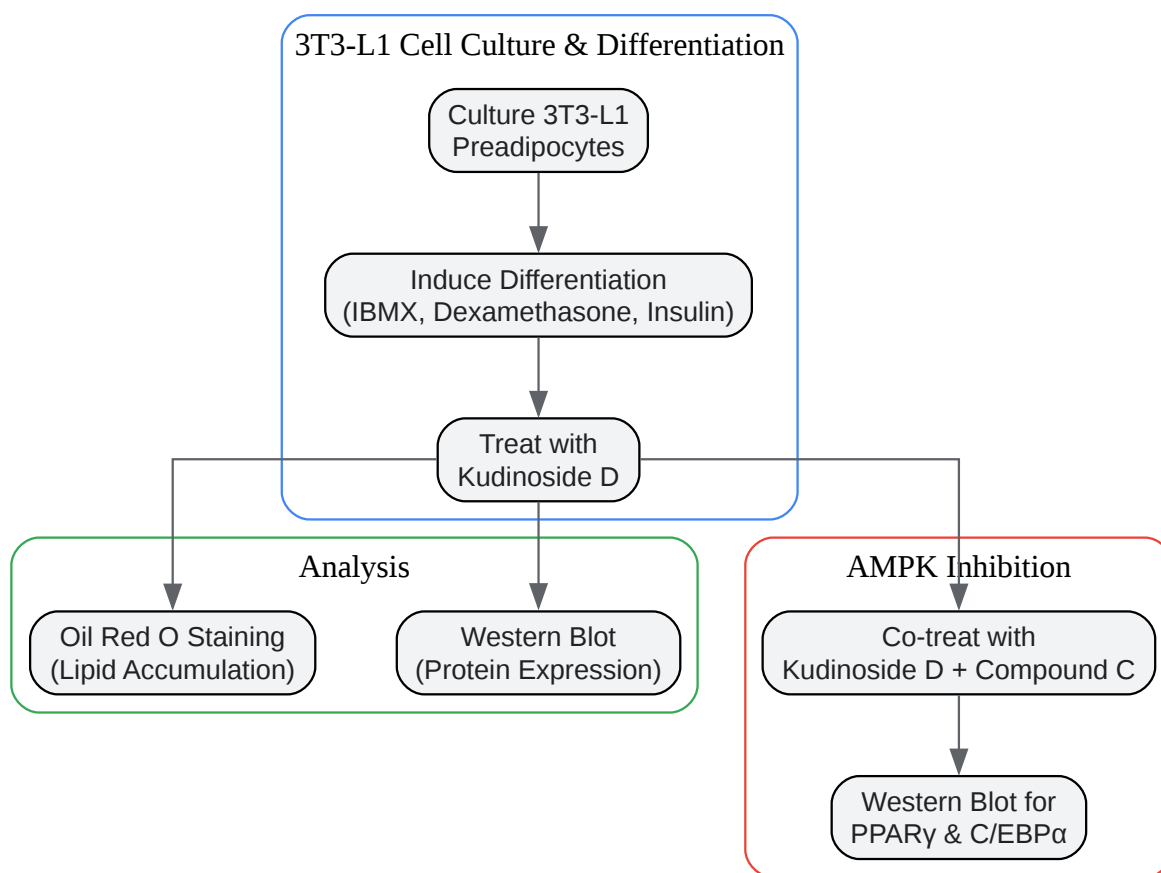 3T3-L1 Cell Culture & Differentiation
Culture 3T3-L1
Preadipocytes
Induce Differentiation
(IBMX, Dexamethasone, Insulin)
Treat with
Kudinoside D
Analysis
Oil Red O Staining
(Lipid Accumulation)
Western Blot
(Protein Expression)
AMPK Inhibition
Co-treat with
Kudinoside D + Compound C
Western Blot for
PPARγ & C/EBPα